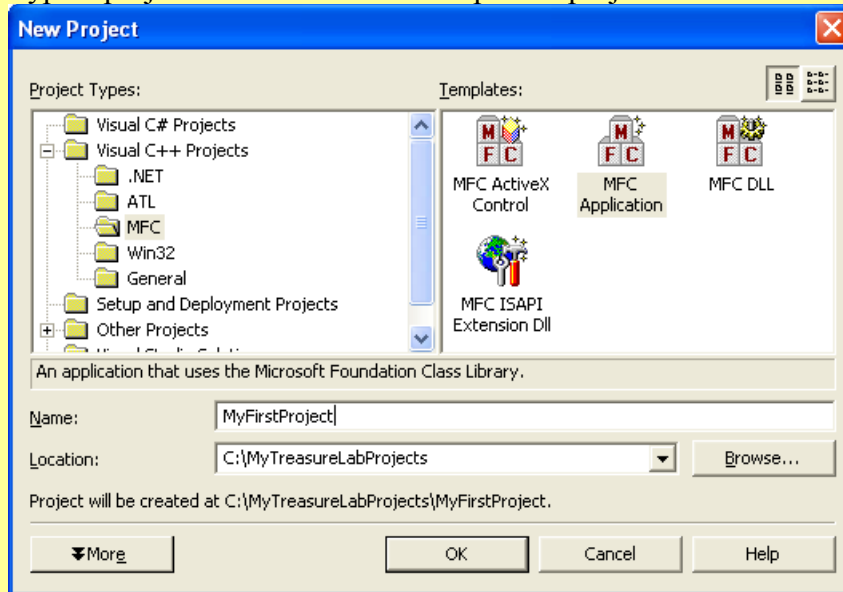 New Project
Project Types:
Templates:
Visual C# Projects
Visual C++ Projects
.NET
ATL
MFC
Win32
General
Setup and Deployment Projects
Other Projects
MFC ActiveX
Control
MFC
Application
MFC DLL
MFC ISAPI
Extension Dll
An application that uses the Microsoft Foundation Class Library.
Name:
MyFirstProject
Location:
C:\MyTreasureLabProjects
Browse...
Project will be created at C:\MyTreasureLabProjects\MyFirstProject.
More
OK
Cancel
Help